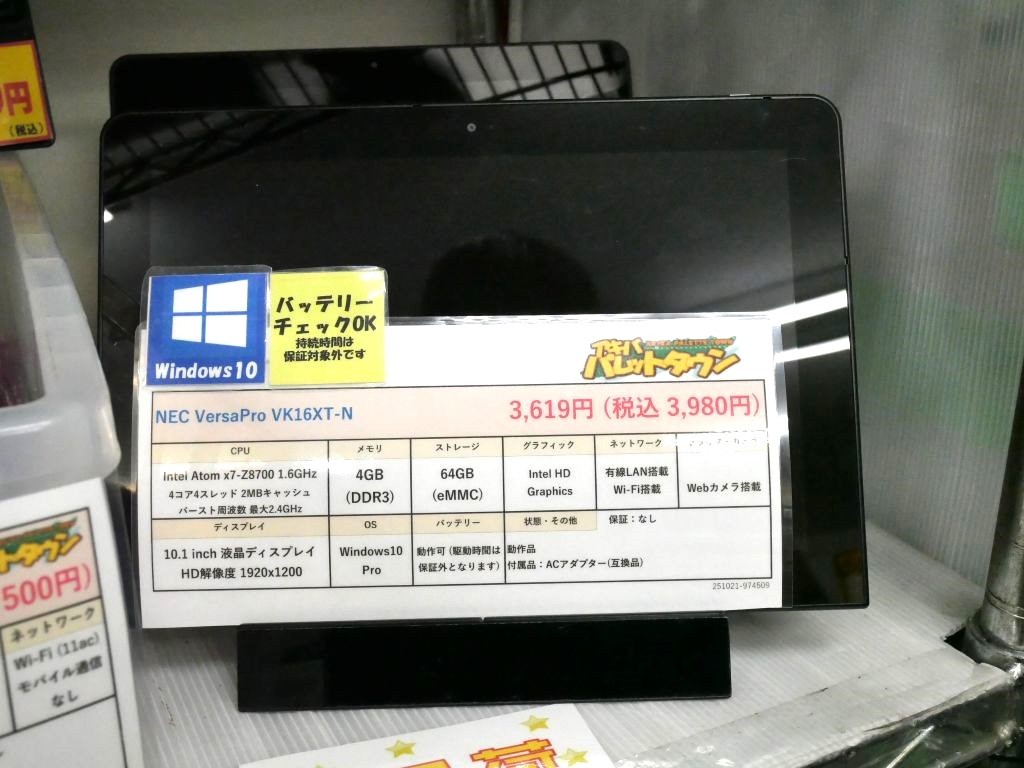 円
(税込)
バッテリー
チェックOK
持続時間は
保証対象外です
Windows10
アキバ
パレットタウン
NEC VersaPro VK16XT-N
3,619円 (税込 3,980円)
CPU
メモリ
ストレージ
グラフィック
ネットワーク
Intel Atom x7-Z8700 1.6GHz
4コア4スレッド 2MBキャッシュ
バースト周波数 最大2.4GHz
4GB
(DDR3)
64GB
(eMMC)
Intel HD
Graphics
有線LAN搭載
Wi-Fi搭載
Webカメラ搭載
ディスプレイ
OS
バッテリー
状態・その他
保証：なし
10.1 inch 液晶ディスプレイ
HD解像度 1920x1200
Windows10
Pro
動作可 (駆動時間は
保証外となります)
動作品
付属品：ACアダプター(互換品)
251021-974509
500円)
ネットワーク
Wi-Fi (11ac)
モバイル通信
なし